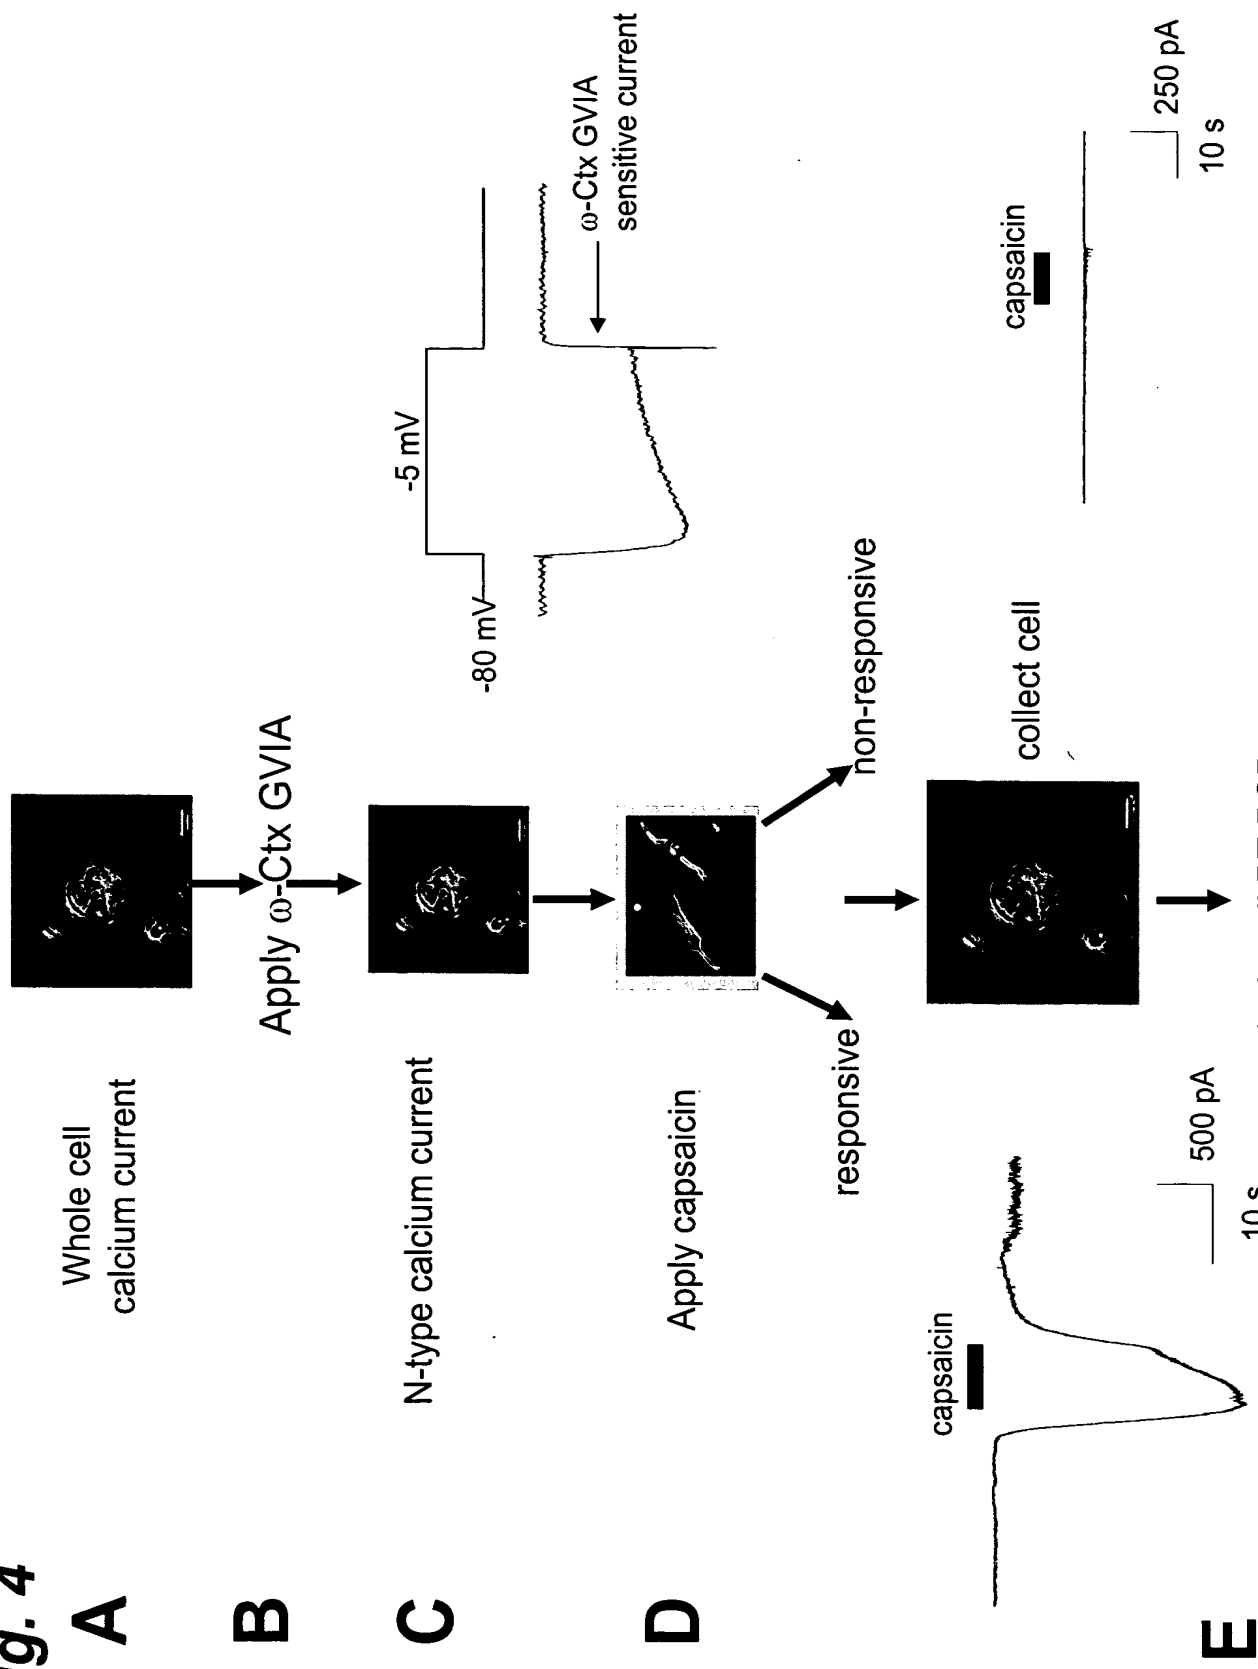 g. 4
A
Whole cell
calcium current
B
Apply ω-Ctx GVIA
C
N-type calcium current
-5 mV
-80 mV
ω-Ctx GVIA
sensitive current
D
Apply capsaicin
responsive
non-responsive
capsaicin
500 pA
10 s
collect cell
capsaicin
250 pA
10 s
E